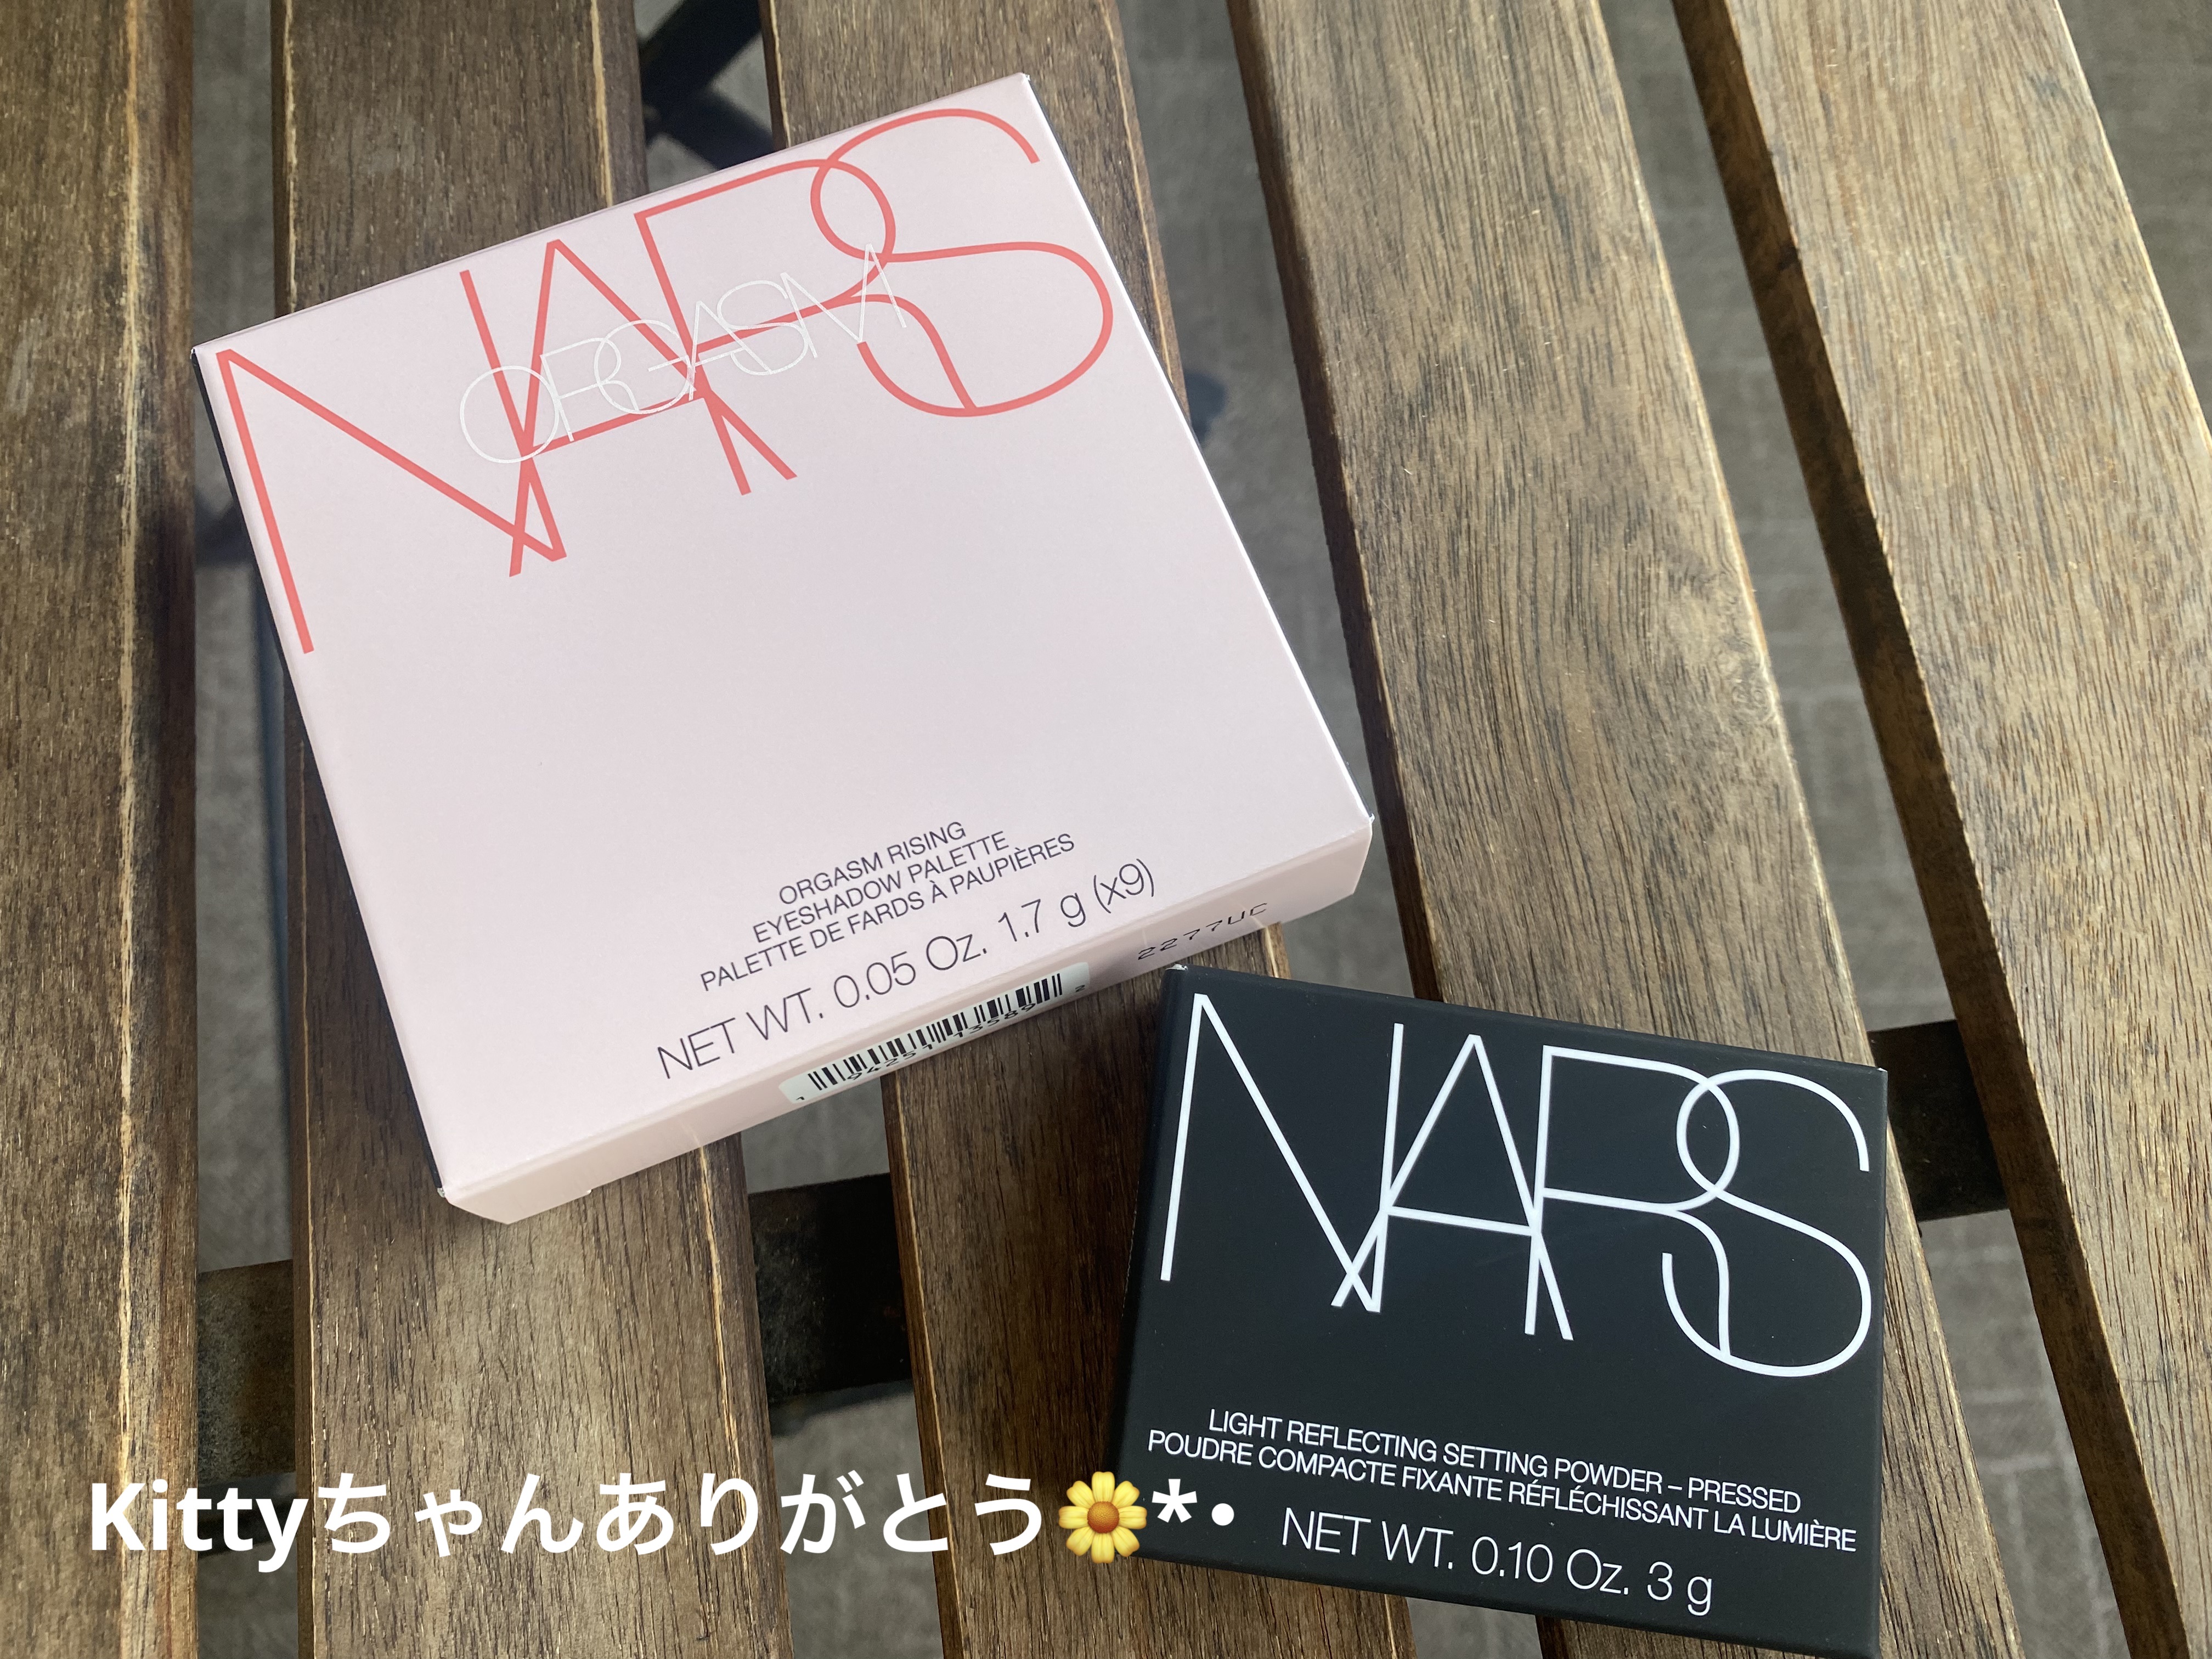 NARS
ORGASM
ORGASM RISING
EYESHADOW PALETTE
PALETTE DE FARDS À PAUPIÈRES
NET WT. 0.05 Oz. 1.7 g (x9)
2277UC
NARS
LIGHT REFLECTING SETTING POWDER – PRESSED
POUDRE COMPACTE FIXANTE RÉFLÉCHISSANT LA LUMIÈRE
NET WT. 0.10 Oz. 3 g
Kittyちゃんありがとう🌼*•